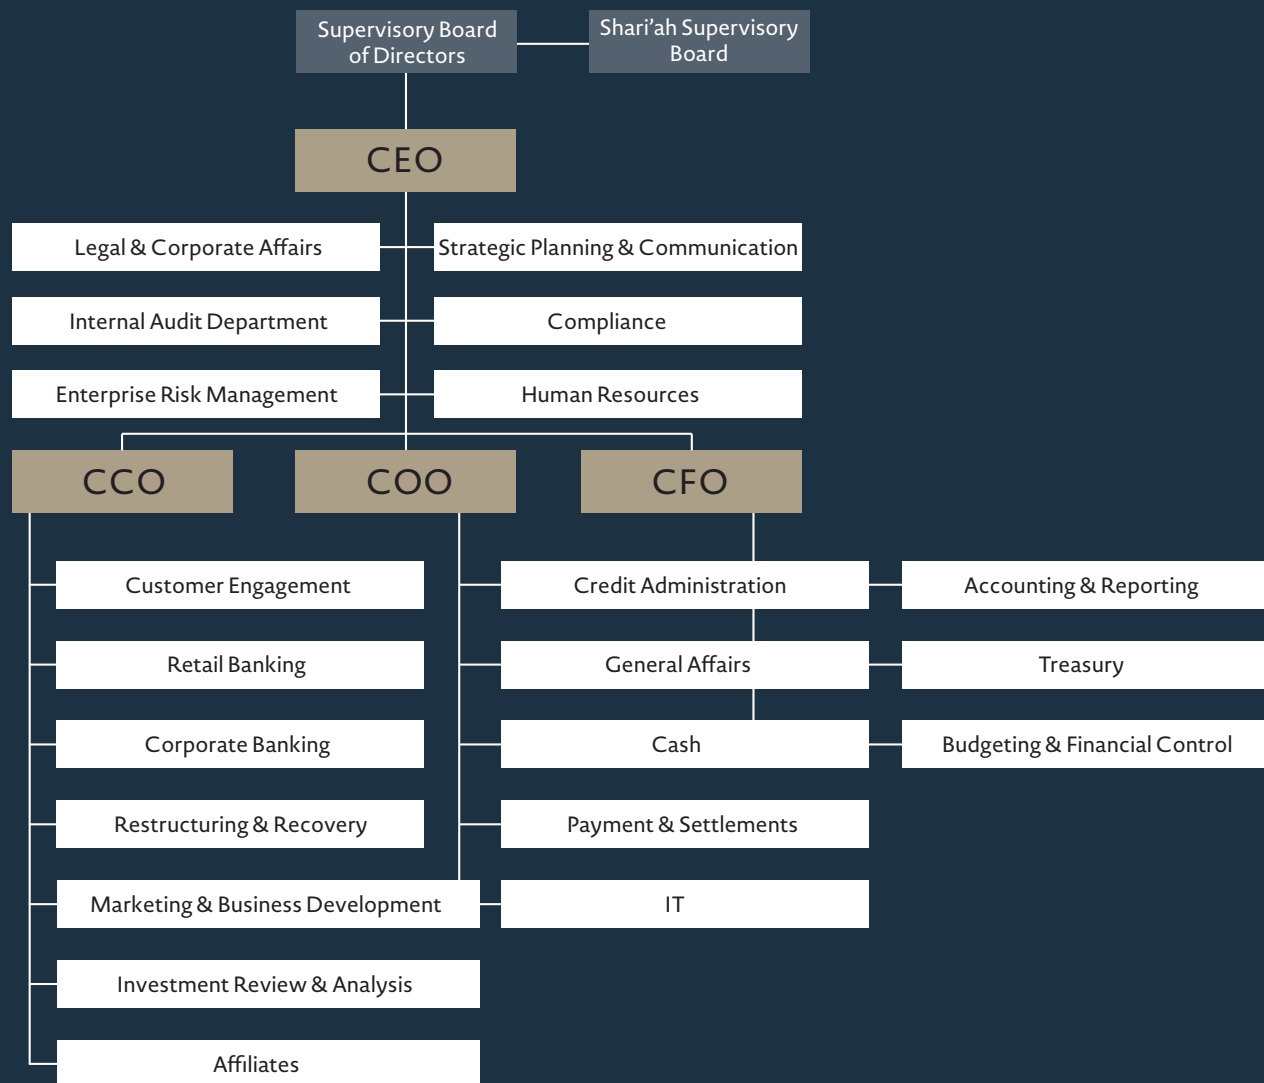 Supervisory Board
of Directors
Shari’ah Supervisory
Board
CEO
Legal & Corporate Affairs
Strategic Planning & Communication
Internal Audit Department
Compliance
Enterprise Risk Management
Human Resources
CCO
COO
CFO
Customer Engagement
Credit Administration
Accounting & Reporting
Retail Banking
General Affairs
Treasury
Corporate Banking
Cash
Budgeting & Financial Control
Restructuring & Recovery
Payment & Settlements
Marketing & Business Development
IT
Investment Review & Analysis
Affiliates